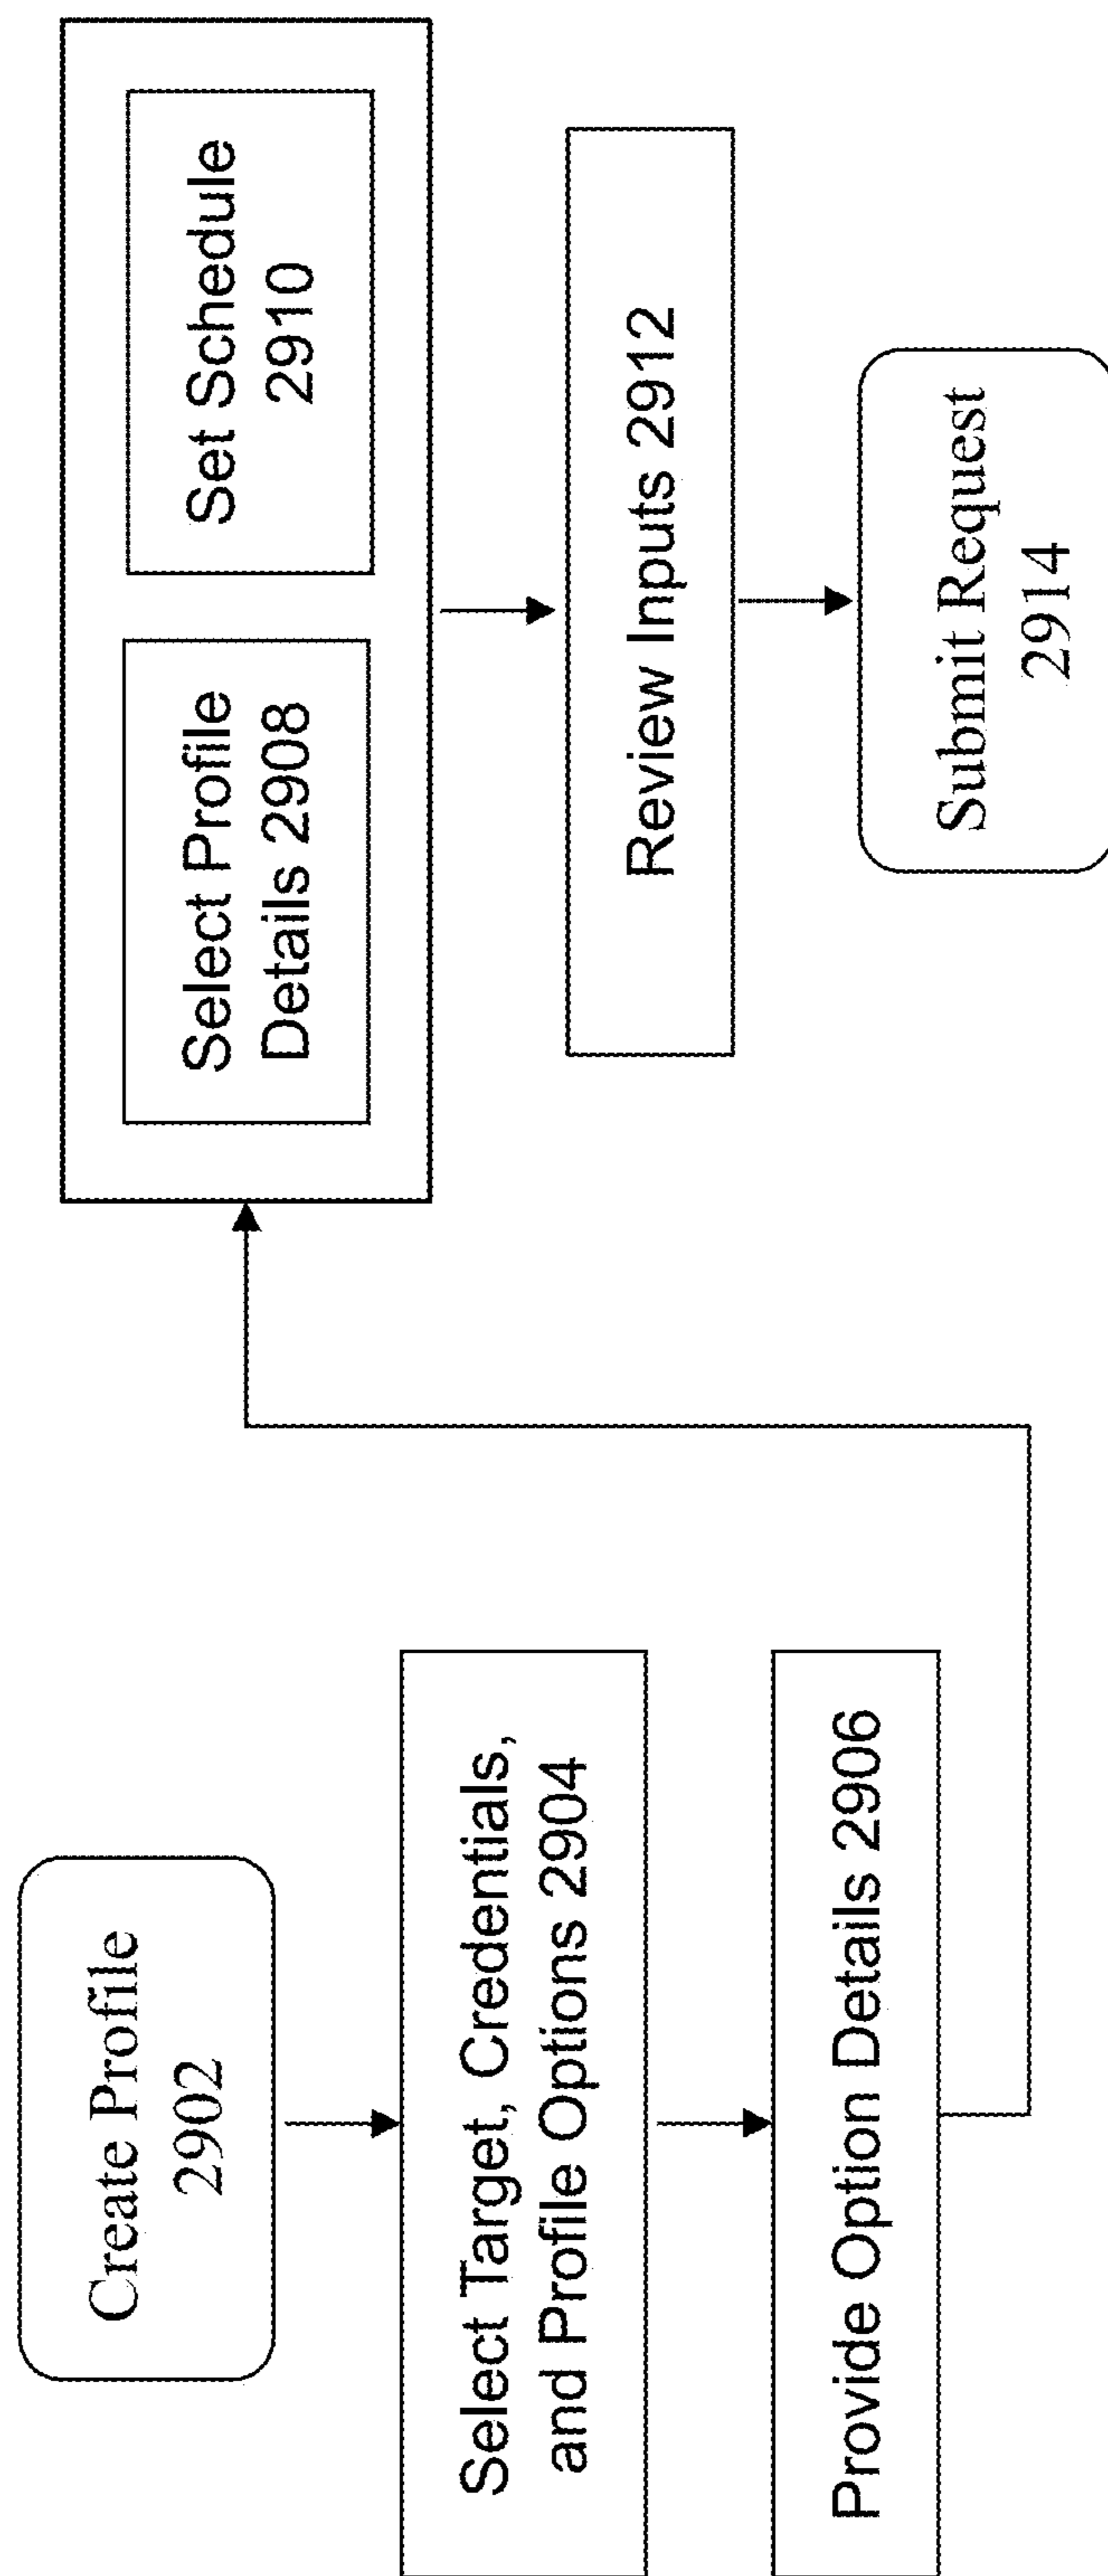 Create Profile
2902
Select Target, Credentials,
and Profile Options 2904
Provide Option Details 2906
Select Profile
Details 2908
Set Schedule
2910
Review Inputs 2912
Submit Request
2914